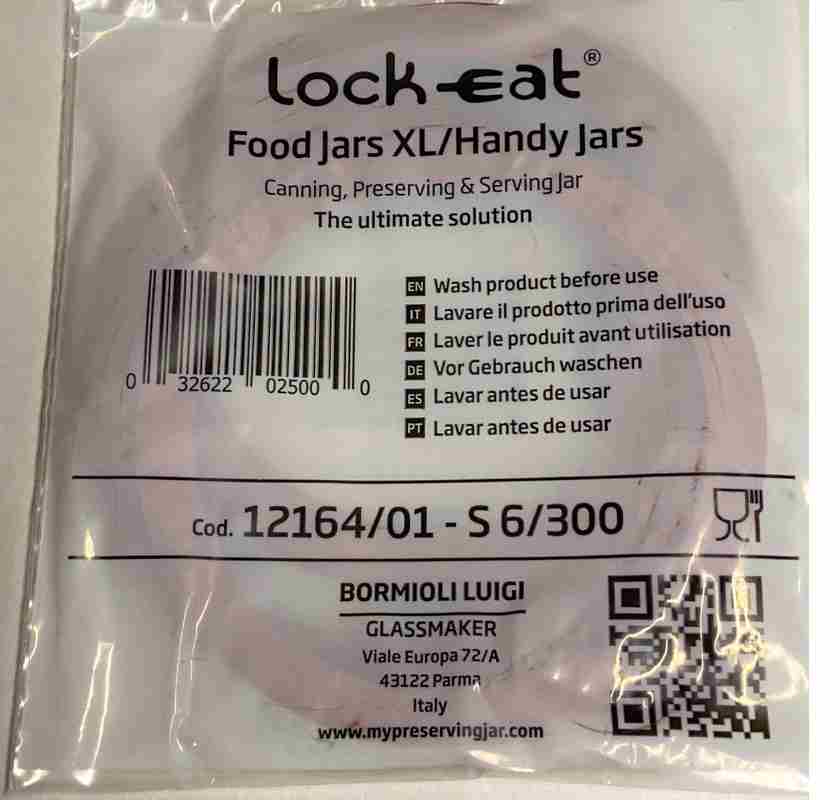 Lock-eat®
Food Jars XL/Handy Jars
Canning, Preserving & Serving Jar
The ultimate solution
EN Wash product before use
IT Lavare il prodotto prima dell'uso
FR Laver le produit avant utilisation
DE Vor Gebrauch waschen
ES Lavar antes de usar
PT Lavar antes de usar
0 32622 02500 0
Cod. 12164/01 - S 6/300
BORMIOLI LUIGI
GLASSMAKER
Viale Europa 72/A
43122 Parma
Italy
www.mypreservingjar.com